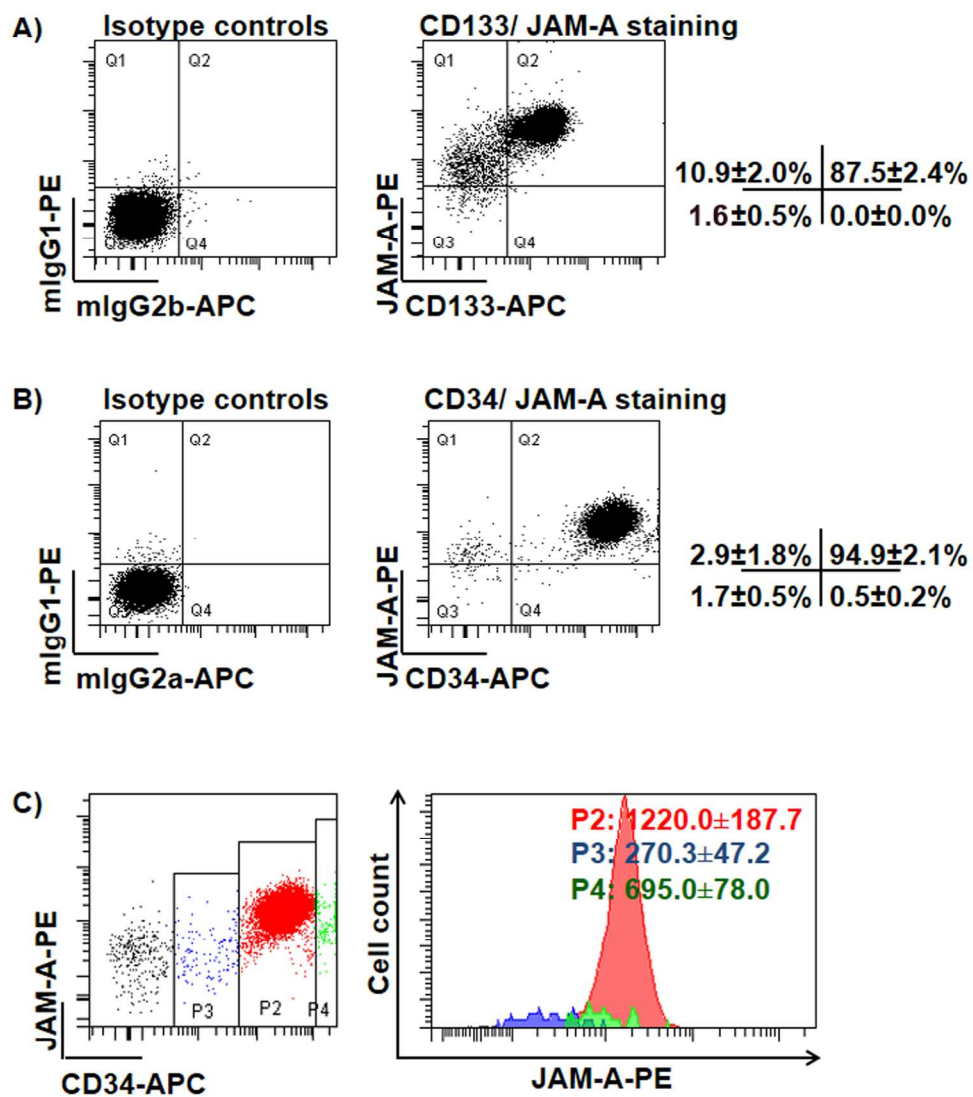 A)
Isotype controls
CD133/ JAM-A staining
Q1
Q2
Q4
mIgG1-PE
mIgG2b-APC
Q1
Q2
Q3
Q4
JAM-A-PE
CD133-APC
10.9±2.0% 87.5±2.4%
1.6±0.5% 0.0±0.0%
B)
Isotype controls
CD34/ JAM-A staining
Q1
Q2
Q4
mIgG1-PE
mIgG2a-APC
Q1
Q2
Q3
Q4
JAM-A-PE
CD34-APC
2.9±1.8% 94.9±2.1%
1.7±0.5% 0.5±0.2%
C)
P3
P2
P4
JAM-A-PE
CD34-APC
P2: 1220.0±187.7
P3: 270.3±47.2
P4: 695.0±78.0
Cell count
JAM-A-PE